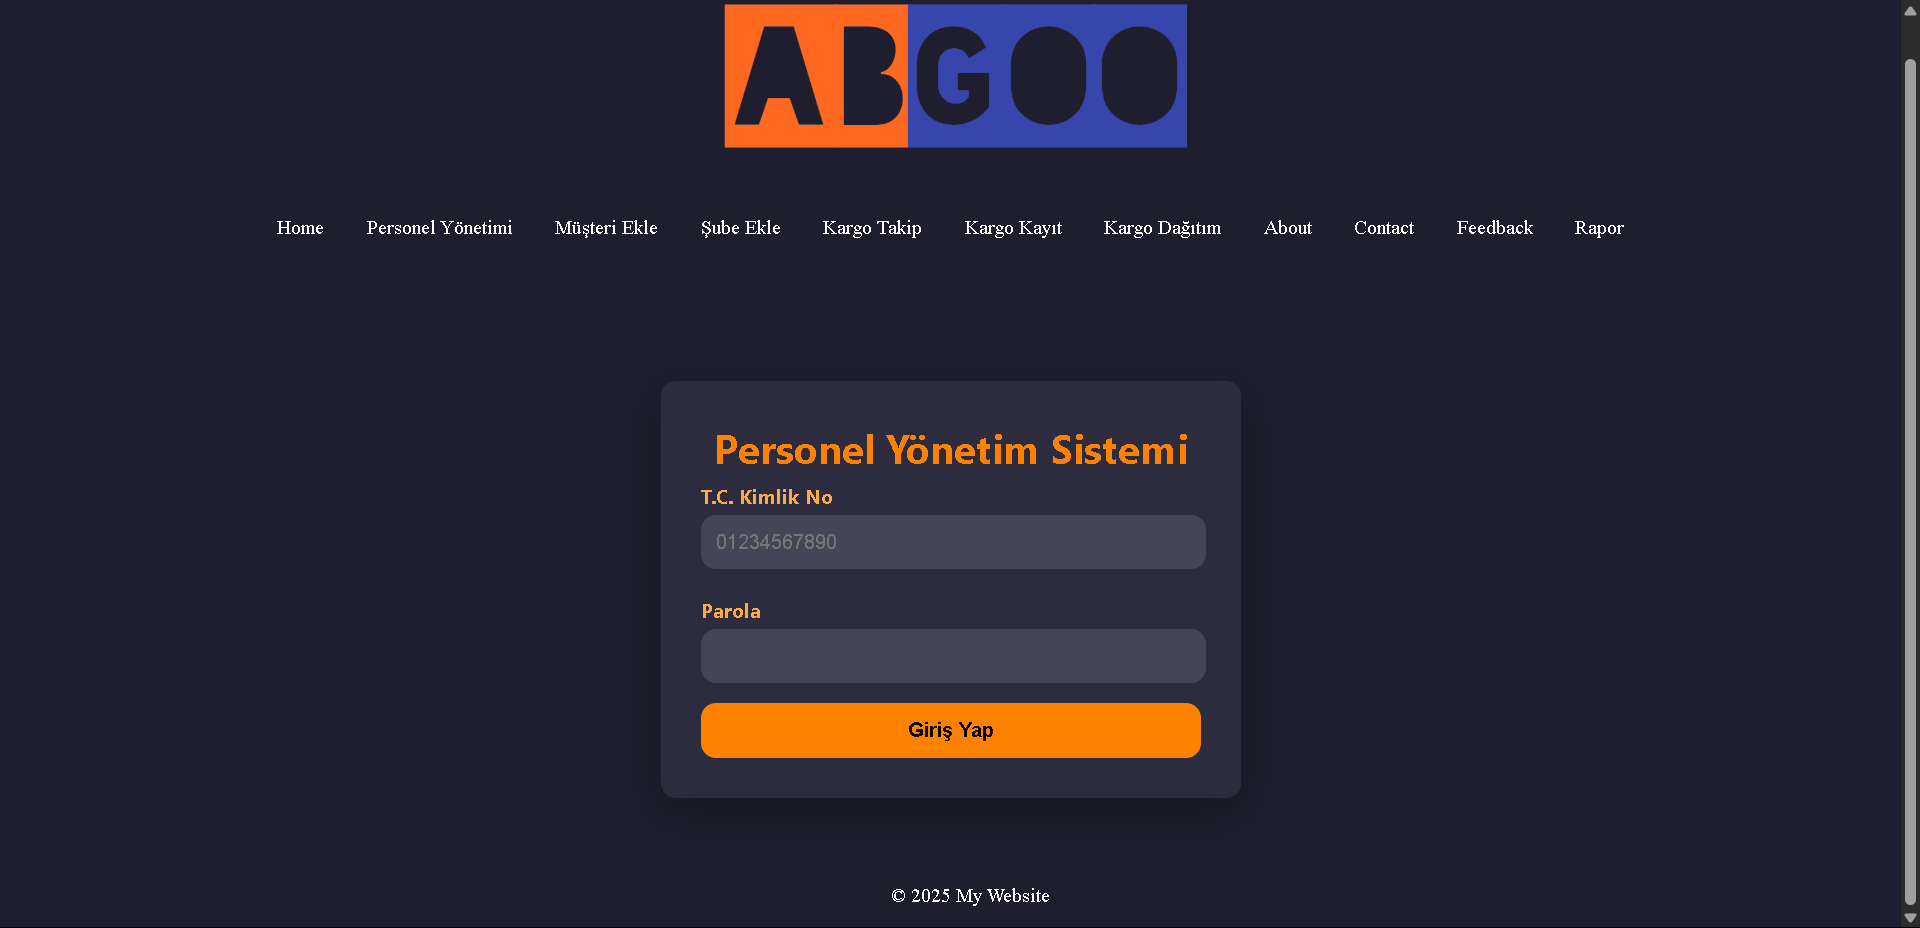 ABGOO
Home Personel Yönetimi Müşteri Ekle Şube Ekle Kargo Takip Kargo Kayıt Kargo Dağıtım About Contact Feedback Rapor
Personel Yönetim Sistemi
T.C. Kimlik No
01234567890
Parola
Giriş Yap
© 2025 My Website